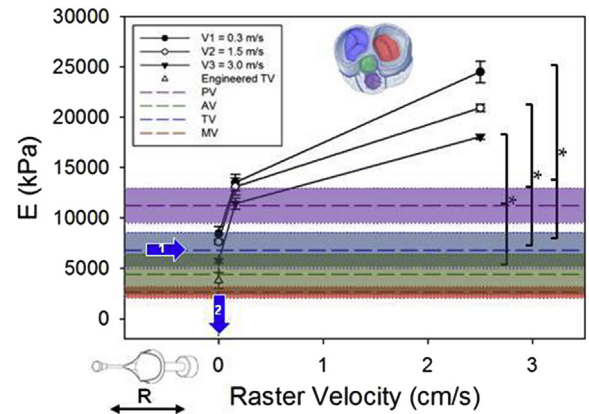 30000
25000
20000
15000
10000
5000
0
E (kPa)
V1 = 0.3 m/s
V2 = 1.5 m/s
V3 = 3.0 m/s
Engineered TV
PV
AV
TV
MV
*
*
*
1
2
0
1
2
3
R
Raster Velocity (cm/s)